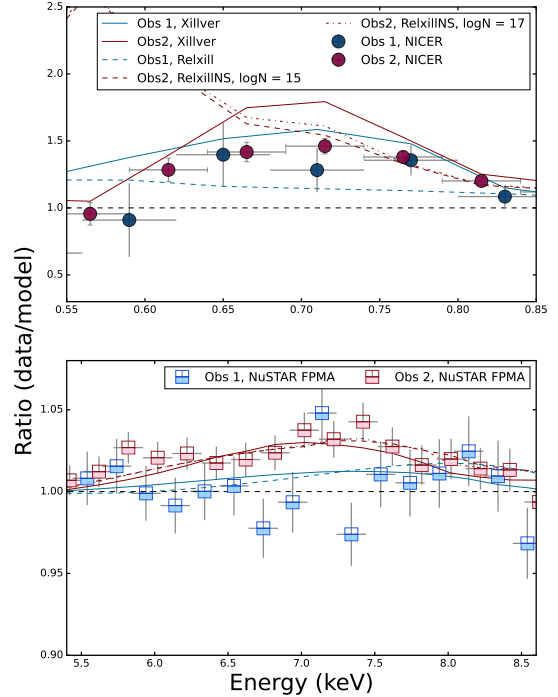 2.5
2.0
1.5
1.0
0.5
Obs 1, Xillver
Obs2, Xillver
Obs1, Relxill
Obs2, RelxillNS, logN = 15
Obs2, RelxillNS, logN = 17
Obs 1, NICER
Obs 2, NICER
0.55 0.60 0.65 0.70 0.75 0.80 0.85
Ratio (data/model)
1.05
1.00
0.95
0.90
Obs 1, NuSTAR FPMA Obs 2, NuSTAR FPMA
5.5 6.0 6.5 7.0 7.5 8.0 8.5
Energy (keV)